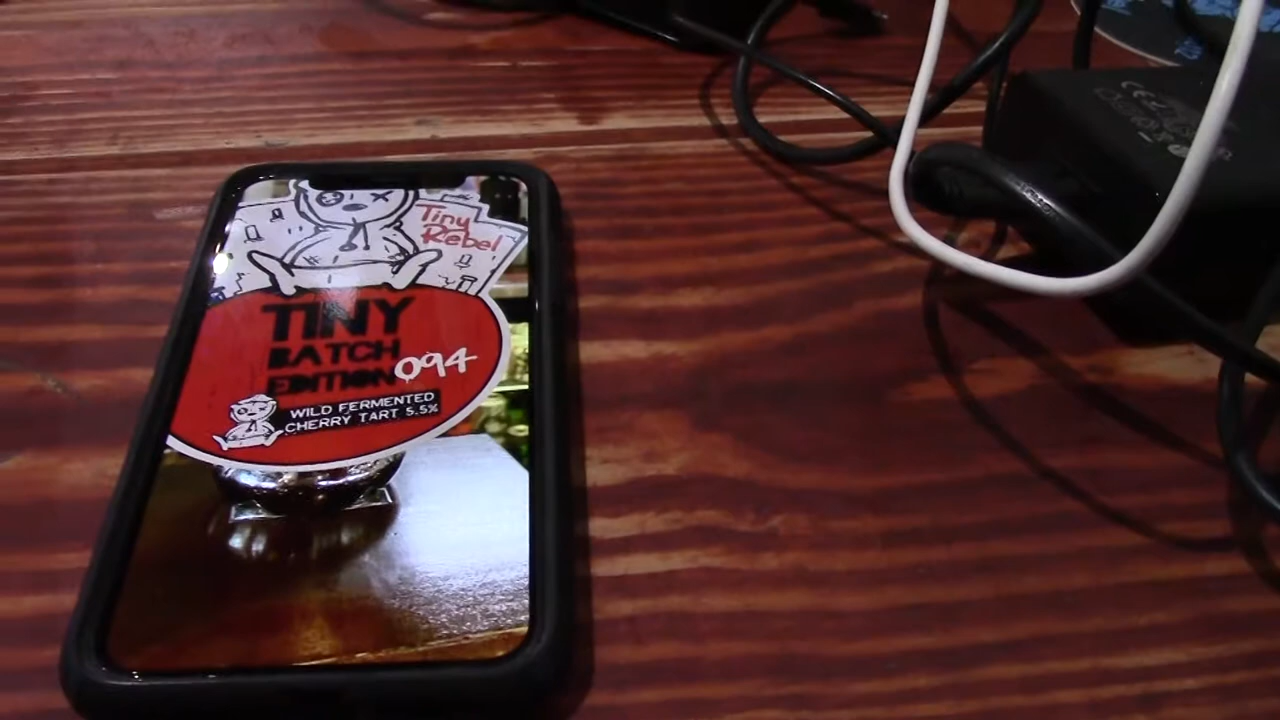 Tiny
Rebel
TINY
BATCH
EDITION 094
WILD FERMENTED
CHERRY TART 5.5%